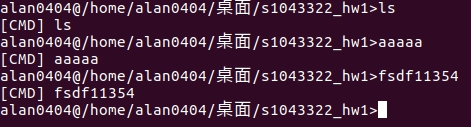 alan0404@/home/alan0404/桌面/s1043322_hw1>ls
[CMD] ls
alan0404@/home/alan0404/桌面/s1043322_hw1>aaaaa
[CMD] aaaaa
alan0404@/home/alan0404/桌面/s1043322_hw1>fsdf11354
[CMD] fsdf11354
alan0404@/home/alan0404/桌面/s1043322_hw1>